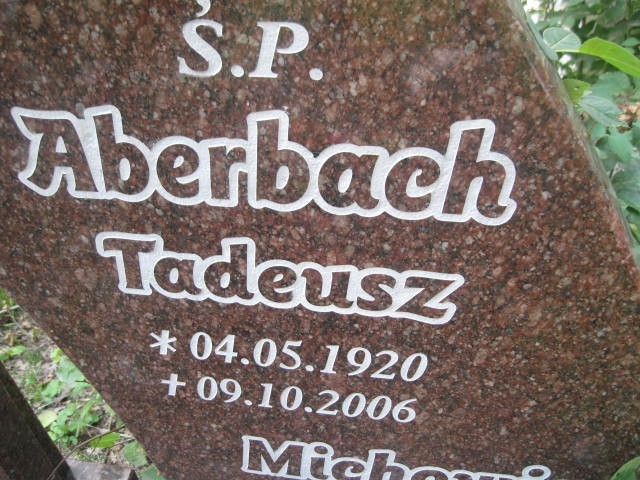 Ś.P.
Aberbach
Tadeusz
* 04.05.1920
+ 09.10.2006